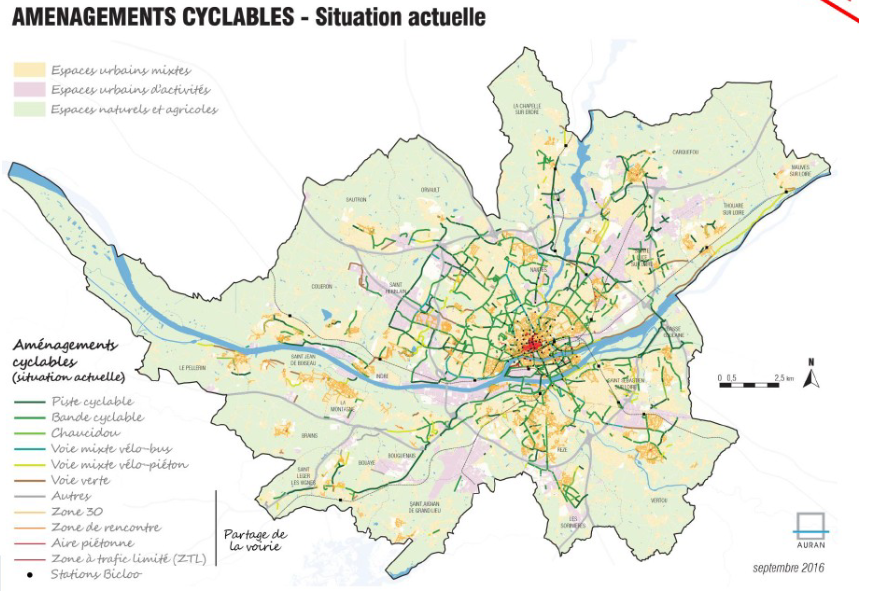 AMENAGEMENTS CYCLABLES - Situation actuelle
Espaces urbains mixtes
Espaces urbains d'activités
Espaces naturels et agricoles
LA CHAPELLE
SUR ERDRE
CARQUEFOU
MAUVES
SUR LOIRE
SAUTRON
ORVAULT
THOUARE
SUR LOIRE
NANTES
COUËRON
SAINT
HERBLAIN
BASSE
GOULAINE
Aménagements
cyclables
(situation actuelle)
LE PELLERIN
SAINT JEAN
DE BOISEAU
INDRE
SAINT SEBASTIEN
SUR LOIRE
N
0 0,5 2,5 km
LA
MONTAGNE
BRAINS
BOUAYE
BOUGUENAIS
REZE
SAINT
LEGER
LES VIGNES
SAINT AIGNAN
DE GRAND LIEU
VERTOU
LES
SORINIERES
Piste cyclable
Bande cyclable
Chaucidou
Voie mixte vélo-bus
Voie mixte vélo-piéton
Voie verte
Autres
Zone 30
Zone de rencontre
Aire piétonne
Zone à trafic limité (ZTL)
Stations Bicloo
Partage de
la voirie
AURAN
septembre 2016